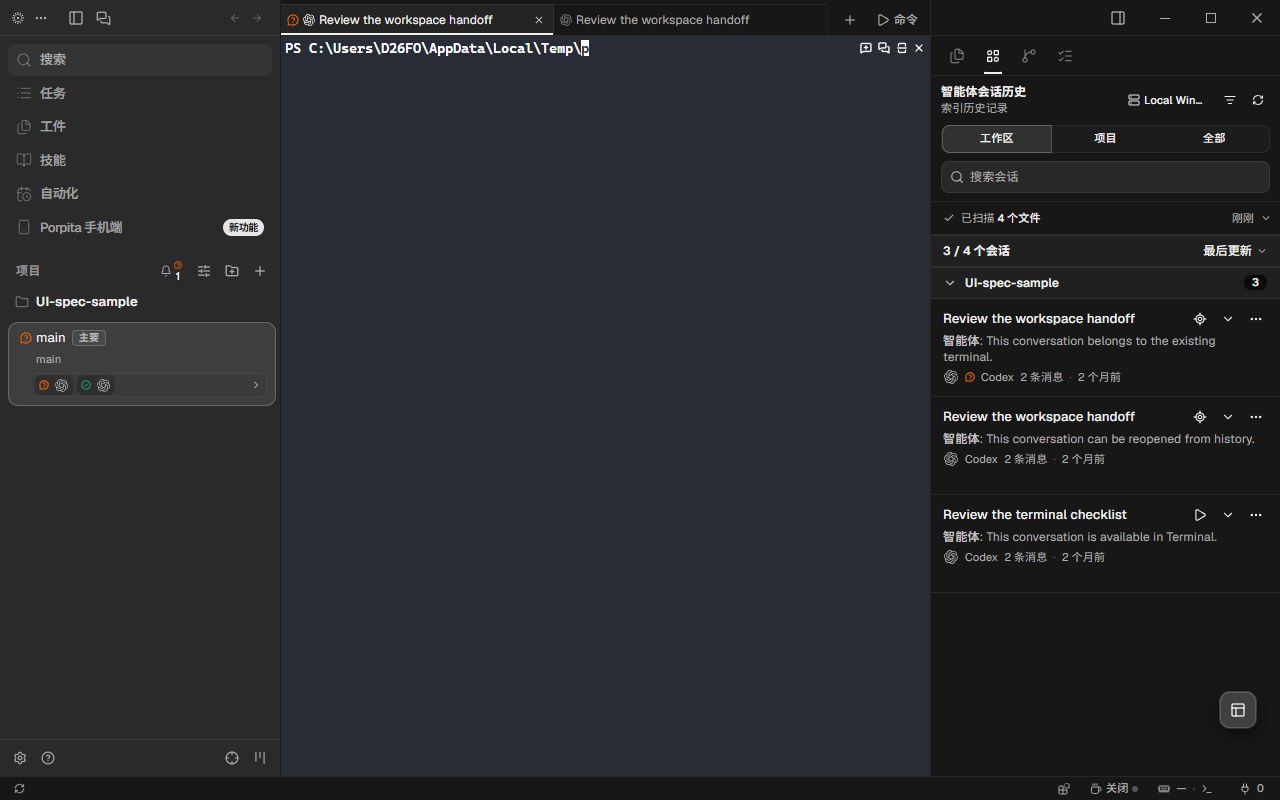 Review the workspace handoff
Review the workspace handoff
命令
搜索
任务
工件
技能
自动化
Porpita 手机端
新功能
项目
1
UI-spec-sample
main
主要
main
PS C:\Users\D26FO\AppData\Local\Temp\p
智能体会话历史
索引历史记录
Local Win...
工作区
项目
全部
搜索会话
已扫描 4 个文件
刚刚
3 / 4 个会话
最后更新
UI-spec-sample
3
Review the workspace handoff
智能体: This conversation belongs to the existing
terminal.
Codex 2 条消息 · 2 个月前
Review the workspace handoff
智能体: This conversation can be reopened from history.
Codex 2 条消息 · 2 个月前
Review the terminal checklist
智能体: This conversation is available in Terminal.
Codex 2 条消息 · 2 个月前
关闭
— ·
0